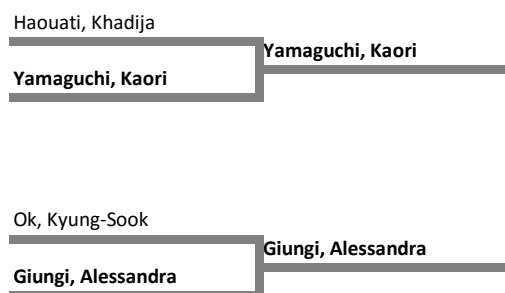 Haouati, Khadija
Yamaguchi, Kaori
Yamaguchi, Kaori
Ok, Kyung-Sook
Giungi, Alessandra
Giungi, Alessandra